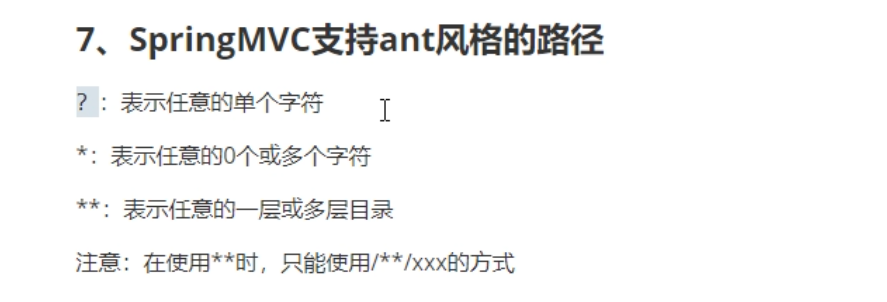 7、SpringMVC支持ant风格的路径
?：表示任意的单个字符
*：表示任意的0个或多个字符
**：表示任意的一层或多层目录
注意：在使用**时，只能使用/**/xxx的方式